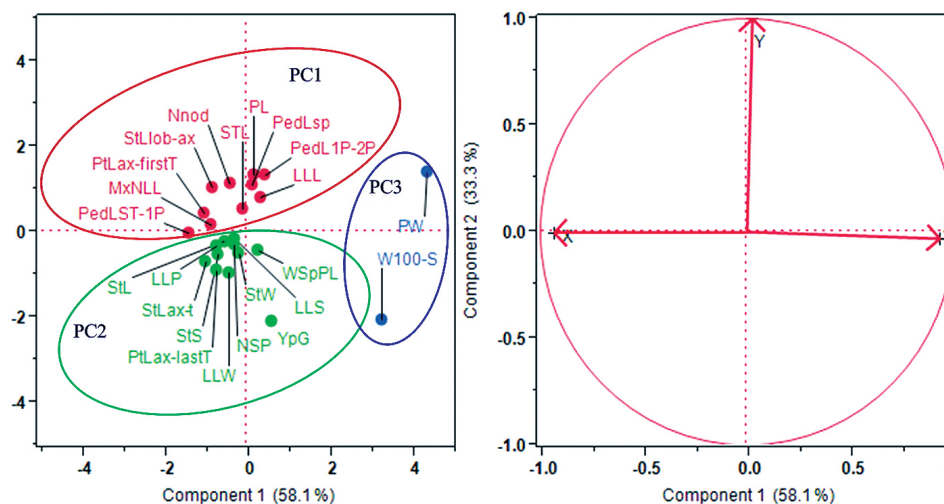 4
2
0
-2
-4
-4
-2
0
2
4
Component 1 (58.1%)
PC1
Nnod
PL
StLlob-ax
STL
PedLsp
PtLax-firstT
PedL1P-2P
MxNLL
LLL
PedLST-1P
PC3
PW
W100-S
StL
LLP
StW
WSpPL
StLax-t
LLS
PC2
StS
NSP
YpG
PtLax-lastT
LLW
1.0
0.5
0.0
-0.5
-1.0
-1.0
-0.5
0.0
0.5
Component 2 (33.3%)
Component 1 (58.1%)
Y
X